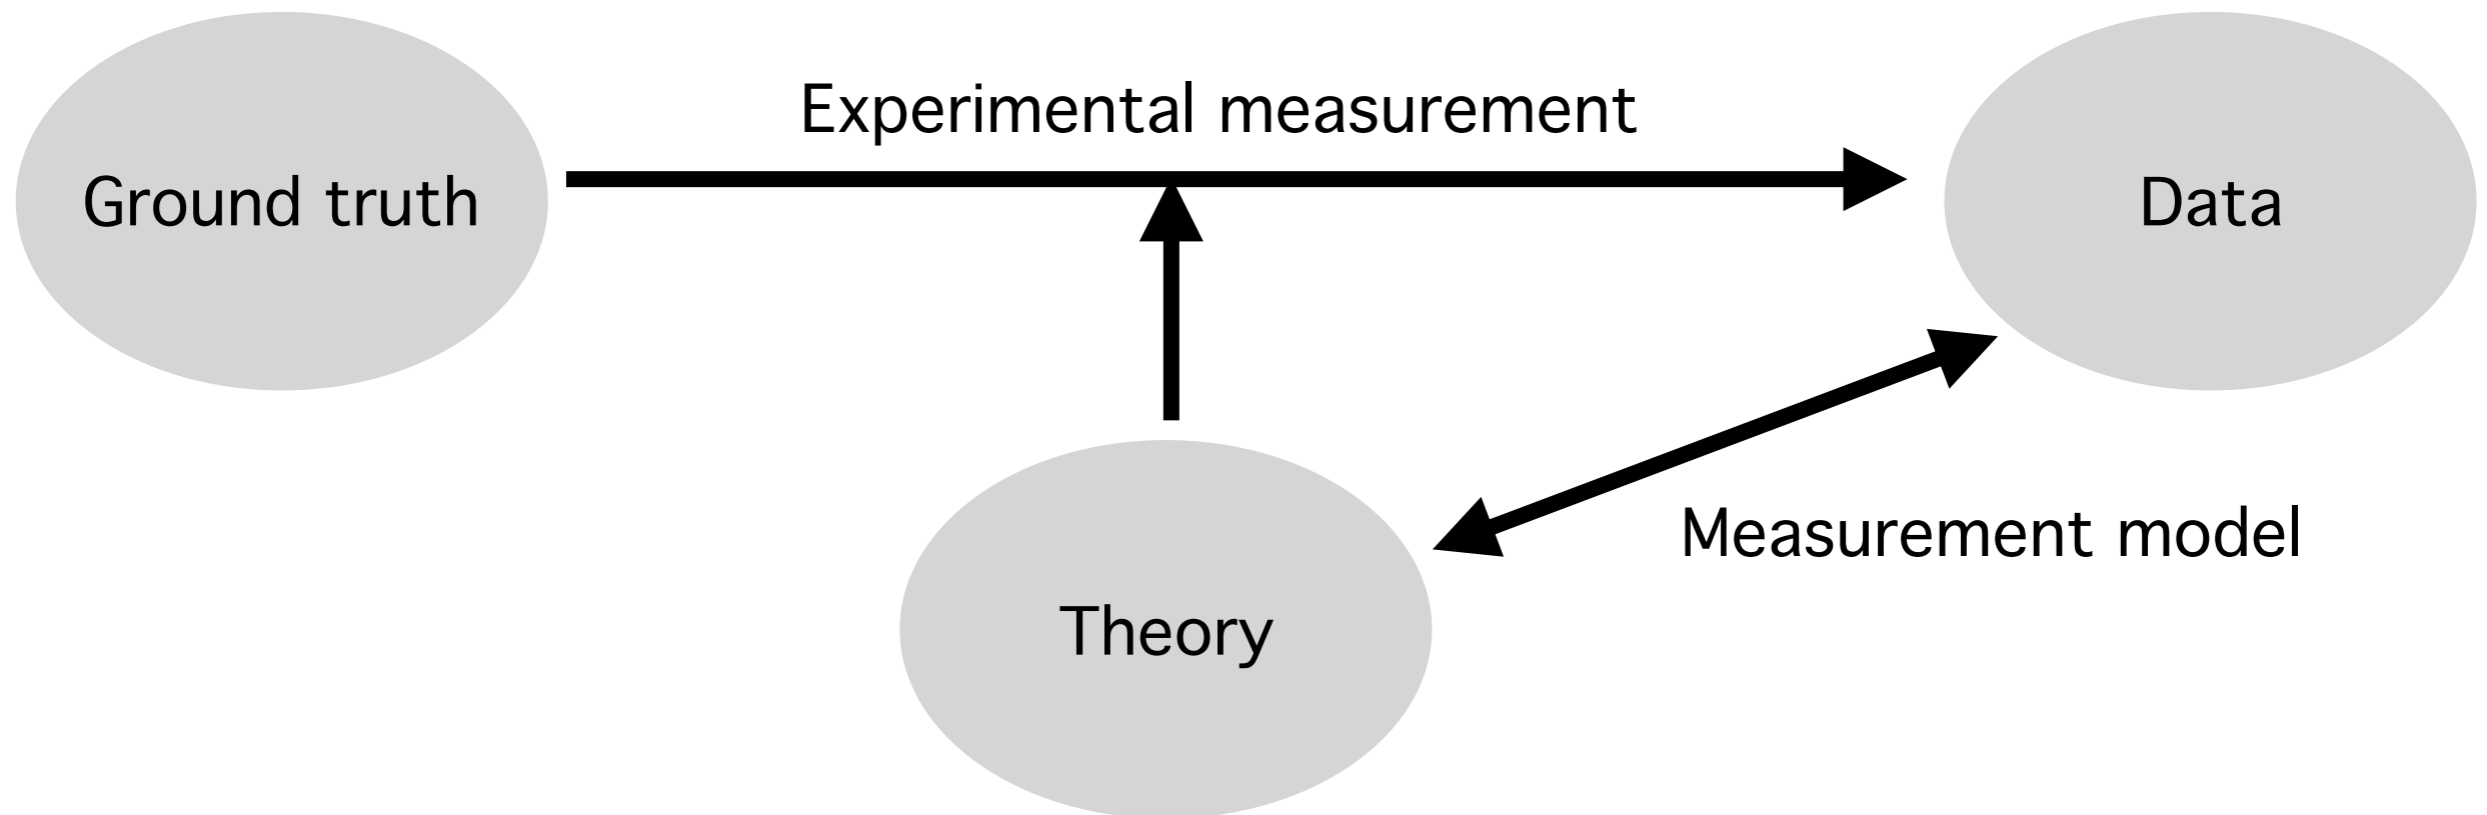 Experimental measurement
Ground truth
Data
Measurement model
Theory